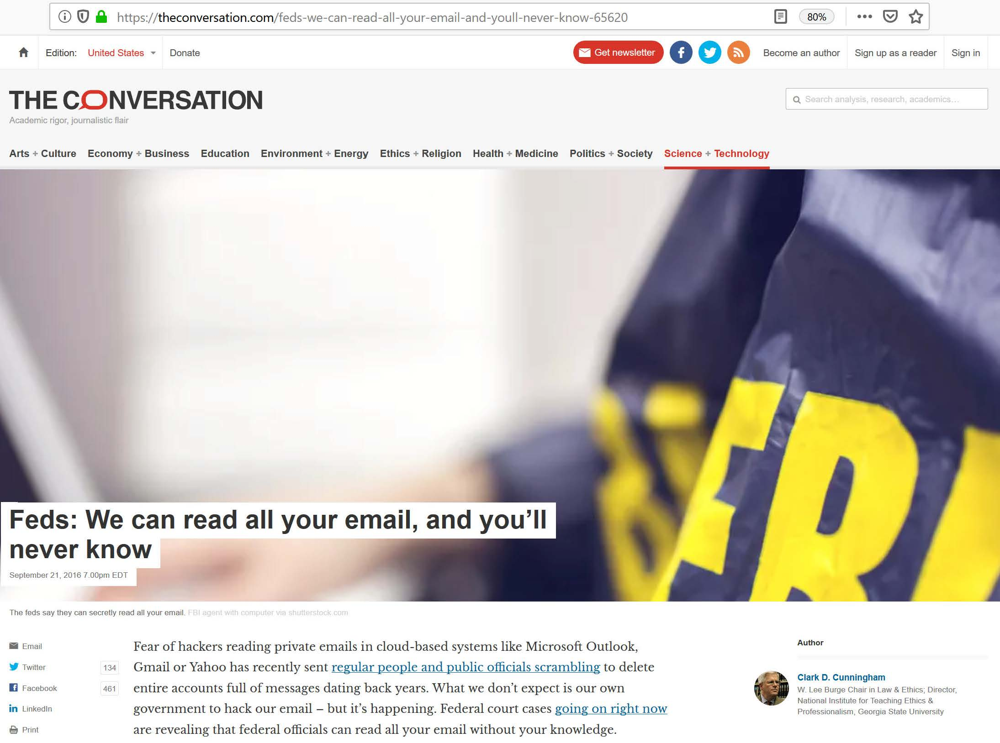 https://theconversation.com/feds-we-can-read-all-your-email-and-youll-never-know-65620
80%
Edition: United States Donate
Get newsletter
Become an author
Sign up as a reader
Sign in
THE CONVERSATION
Academic rigor, journalistic flair
Search analysis, research, academics...
Arts + Culture Economy + Business Education Environment + Energy Ethics + Religion Health + Medicine Politics + Society Science + Technology
FBI
Feds: We can read all your email, and you’ll
never know
September 21, 2016 7.00pm EDT
The feds say they can secretly read all your email. FBI agent with computer via shutterstock.com
Email
Twitter 134
Facebook 461
LinkedIn
Print
Fear of hackers reading private emails in cloud-based systems like Microsoft Outlook,
Gmail or Yahoo has recently sent regular people and public officials scrambling to delete
entire accounts full of messages dating back years. What we don’t expect is our own
government to hack our email – but it’s happening. Federal court cases going on right now
are revealing that federal officials can read all your email without your knowledge.
Author
Clark D. Cunningham
W. Lee Burge Chair in Law & Ethics; Director,
National Institute for Teaching Ethics &
Professionalism, Georgia State University